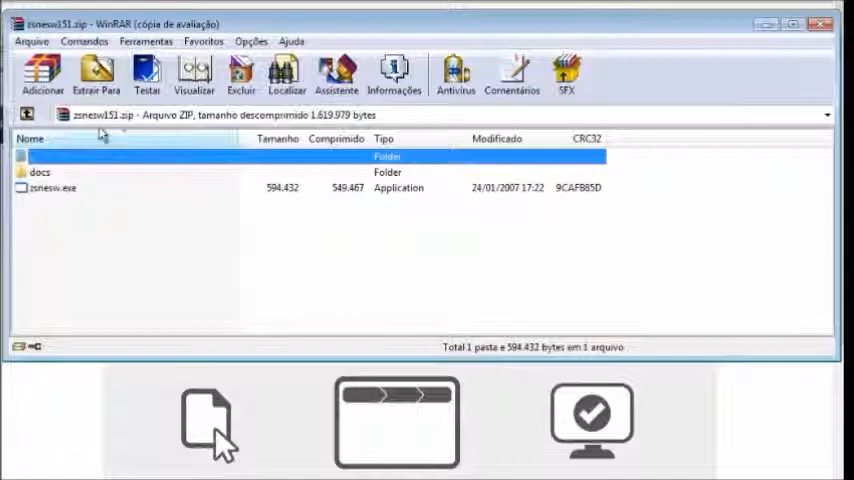 zsnesw151.zip - WinRAR (cópia de avaliação)
Arquivo Comandos Ferramentas Favoritos Opções Ajuda
Adicionar Extrair Para Testar Visualizar Excluir Localizar Assistente Informações Antivírus Comentários SFX
zsnesw151.zip - Arquivo ZIP, tamanho descomprimido 1.619.979 bytes
Nome Tamanho Comprimido Tipo Modificado CRC32
Folder
docs Folder
zsnesw.exe 594.432 549.467 Application 24/01/2007 17:22 9CAFB85D
Total 1 pasta e 594.432 bytes em 1 arquivo